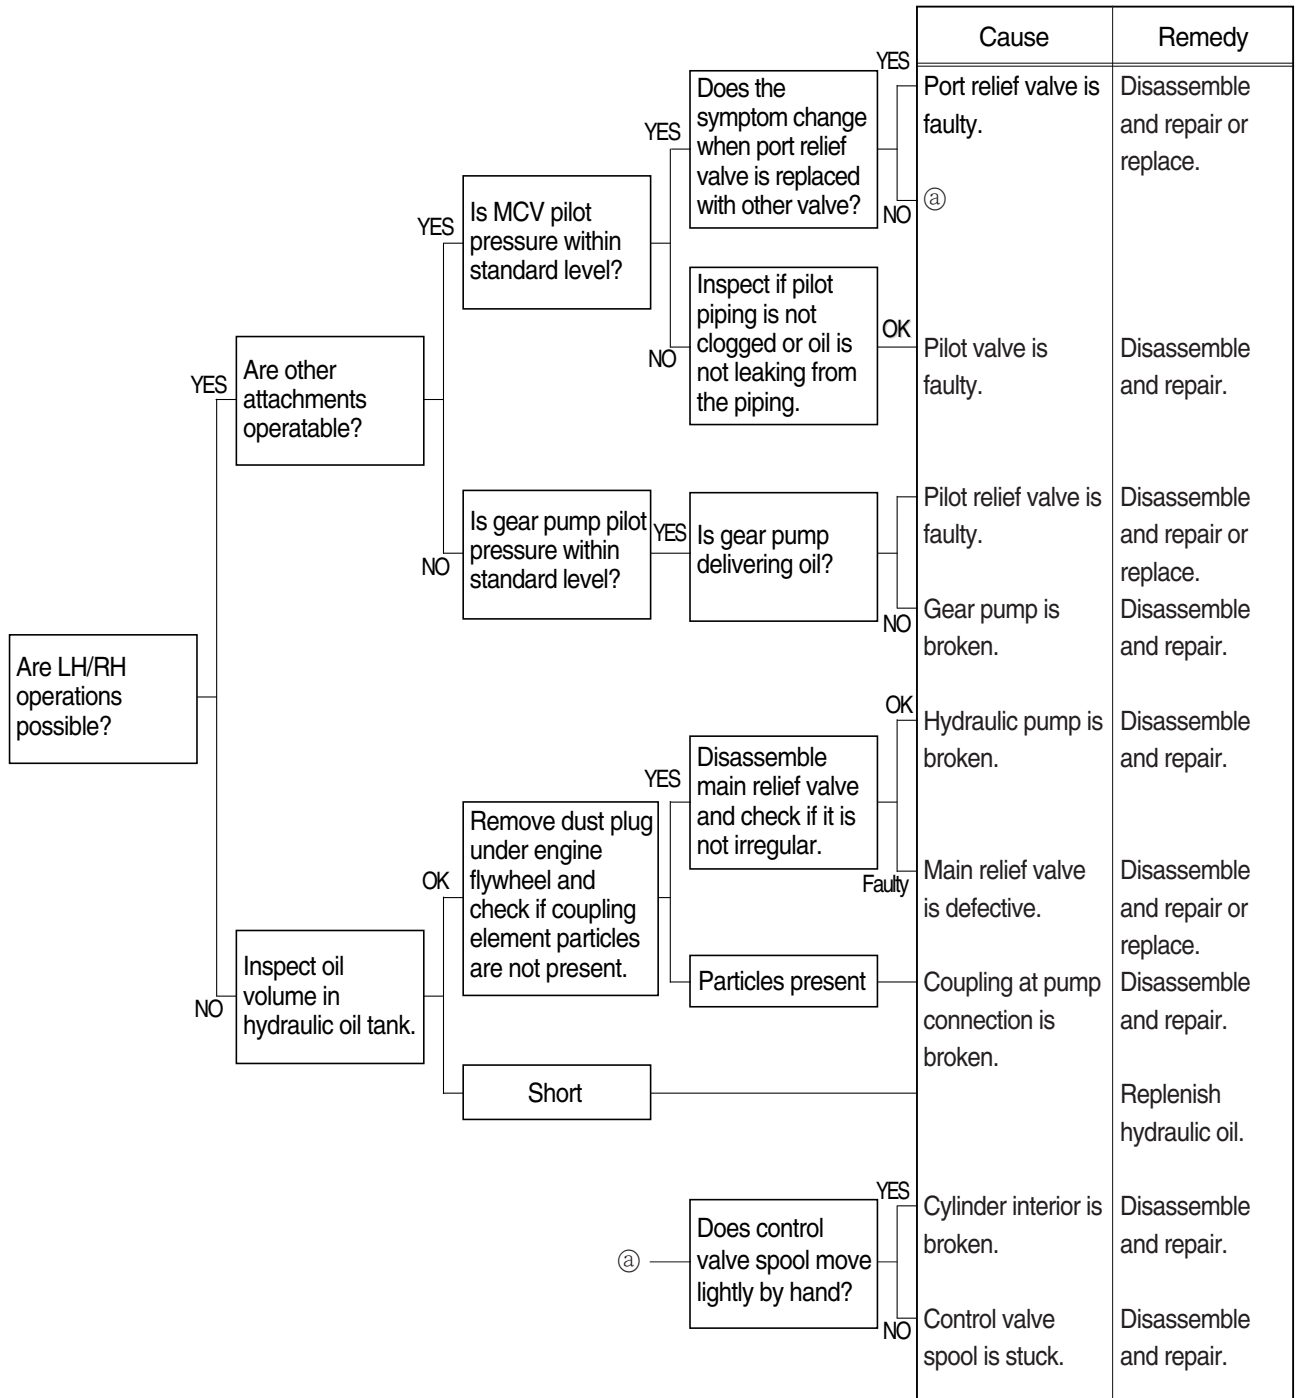 Cause
Remedy
YES
Does the
symptom change
when port relief
valve is replaced
with other valve?
Port relief valve is
faulty.
Disassemble
and repair or
replace.
YES
NO
ⓐ
YES
Is MCV pilot
pressure within
standard level?
Inspect if pilot
piping is not
clogged or oil is
not leaking from
the piping.
NO
OK
Pilot valve is
faulty.
Disassemble
and repair.
YES
Are other
attachments
operatable?
Is gear pump pilot
pressure within
standard level?
NO
YES
Is gear pump
delivering oil?
Pilot relief valve is
faulty.
Disassemble
and repair or
replace.
NO
Gear pump is
broken.
Disassemble
and repair.
Are LH/RH
operations
possible?
OK
Hydraulic pump is
broken.
Disassemble
and repair.
YES
Disassemble
main relief valve
and check if it is
not irregular.
Remove dust plug
under engine
flywheel and
check if coupling
element particles
are not present.
OK
Faulty
Main relief valve
is defective.
Disassemble
and repair or
replace.
NO
Inspect oil
volume in
hydraulic oil tank.
Particles present
Coupling at pump
connection is
broken.
Disassemble
and repair.
Short
Replenish
hydraulic oil.
ⓐ
Does control
valve spool move
lightly by hand?
YES
Cylinder interior is
broken.
Disassemble
and repair.
NO
Control valve
spool is stuck.
Disassemble
and repair.